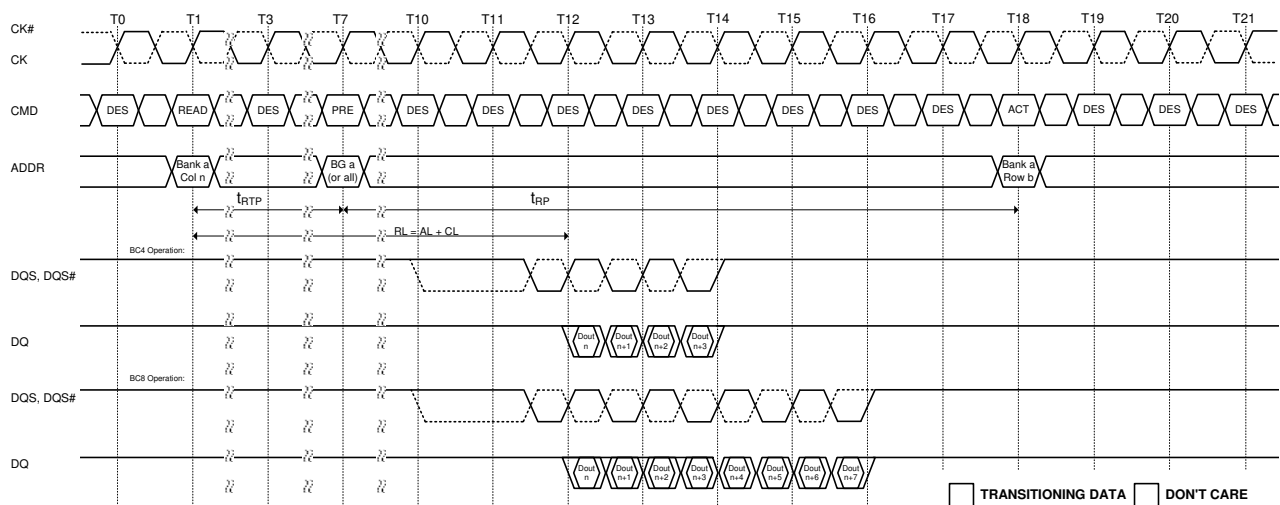 T0 T1 T3 T7 T10 T11 T12 T13 T14 T15 T16 T17 T18 T19 T20 T21
CK#
CK
CMD DES READ DES PRE DES DES DES DES DES DES DES DES ACT DES DES DES
ADDR
Bank a
Col n
BG a
(or all)
Bank a
Row b
tRTP tRP
RL = AL + CL
BC4 Operation:
DQS, DQS#
DQ
Dout n
Dout n+1
Dout n+2
Dout n+3
BC8 Operation:
DQS, DQS#
DQ
Dout n
Dout n+1
Dout n+2
Dout n+3
Dout n+4
Dout n+5
Dout n+6
Dout n+7
TRANSITIONING DATA DON'T CARE